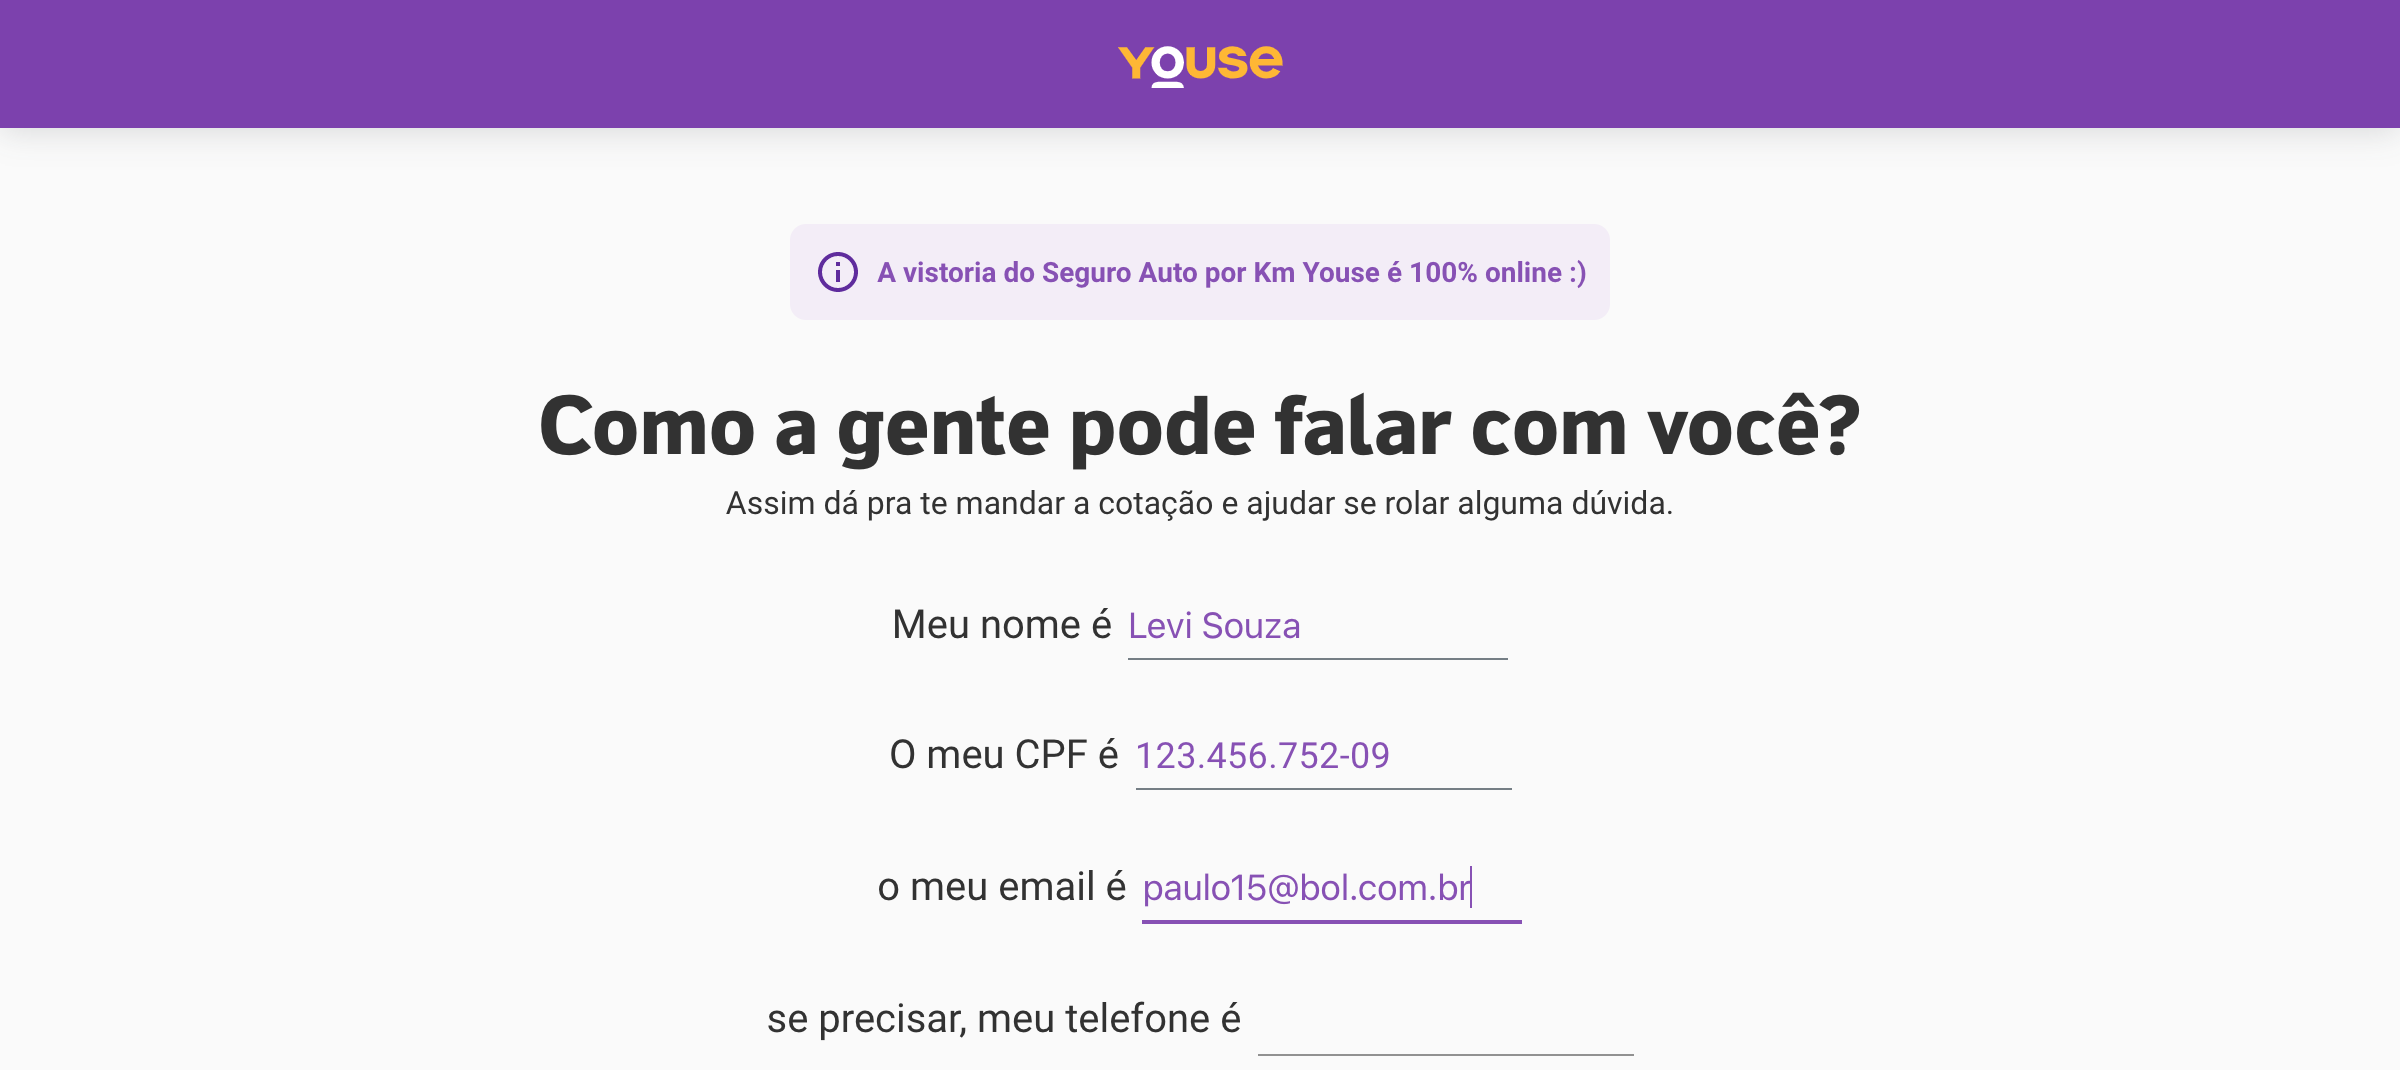 Youse
A vistoria do Seguro Auto por Km Youse é 100% online :)
Como a gente pode falar com você?
Assim dá pra te mandar a cotação e ajudar se rolar alguma dúvida.
Meu nome é Levi Souza
O meu CPF é 123.456.752-09
o meu email é paulo15@bol.com.br
se precisar, meu telefone é